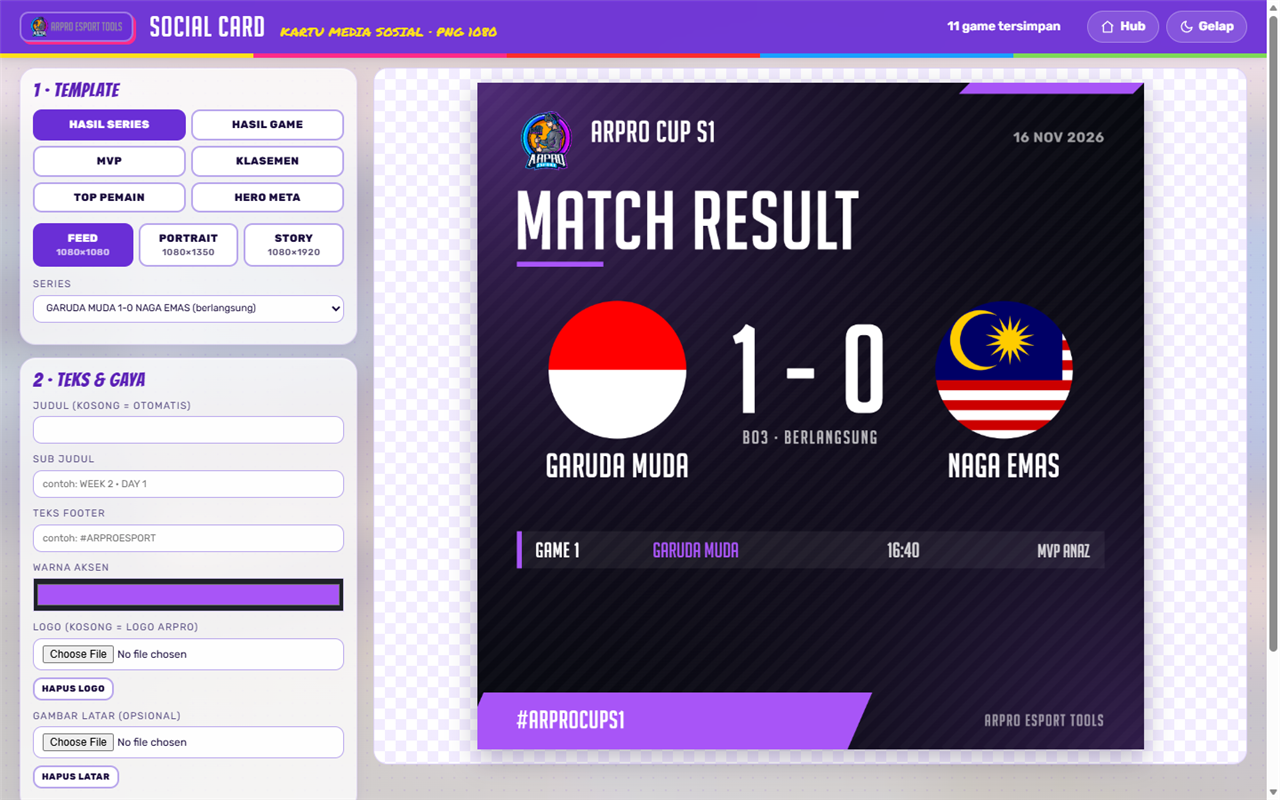 ARPRO ESPORT TOOLS
SOCIAL CARD
KARTU MEDIA SOSIAL · PNG 1080
11 game tersimpan
Hub
Gelap
1 · TEMPLATE
HASIL SERIES
HASIL GAME
MVP
KLASEMEN
TOP PEMAIN
HERO META
FEED
1080×1080
PORTRAIT
1080×1350
STORY
1080×1920
SERIES
GARUDA MUDA 1-0 NAGA EMAS (berlangsung)
2 · TEKS & GAYA
JUDUL (KOSONG = OTOMATIS)
SUB JUDUL
contoh: WEEK 2 • DAY 1
TEKS FOOTER
contoh: #ARPROESPORT
WARNA AKSEN
LOGO (KOSONG = LOGO ARPRO)
Choose File No file chosen
HAPUS LOGO
GAMBAR LATAR (OPSIONAL)
Choose File No file chosen
HAPUS LATAR
ARPRO
ARPRO CUP S1
16 NOV 2026
MATCH RESULT
1 - 0
BO3 · BERLANGSUNG
GARUDA MUDA
NAGA EMAS
GAME 1 GARUDA MUDA 16:40 MVP ANAZ
#ARPROCUPS1
ARPRO ESPORT TOOLS